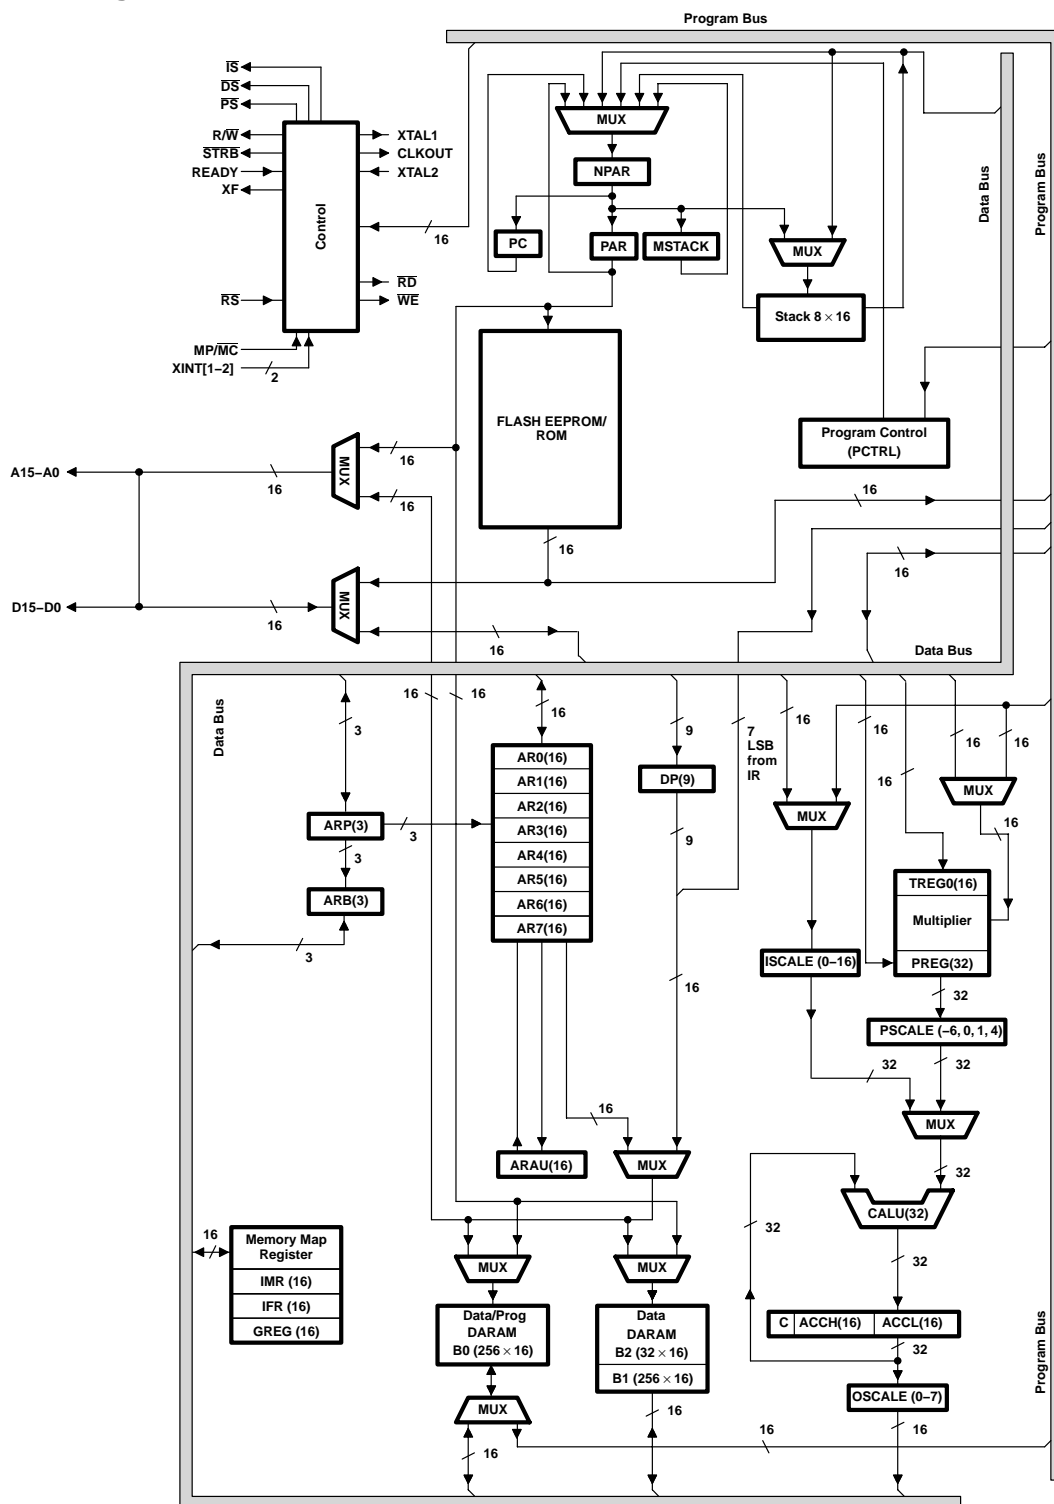 Program Bus
IS
DS
PS
R/W
STRB
READY
XF
RS
MP/MC
XINT[1–2]
2
Control
XTAL1
CLKOUT
XTAL2
16
RD
WE
MUX
NPAR
PC
PAR
MSTACK
MUX
Stack 8 × 16
Data Bus
Program Bus
FLASH EEPROM/
ROM
Program Control
(PCTRL)
A15–A0
16
MUX
16
16
16
16
16
D15–D0
16
MUX
16
Data Bus
Data Bus
3
16
16
16
9
7
LSB
from
IR
16
16
16
16
16
AR0(16)
AR1(16)
AR2(16)
AR3(16)
AR4(16)
AR5(16)
AR6(16)
AR7(16)
DP(9)
9
MUX
MUX
16
ARP(3)
3
3
ARB(3)
3
TREG0(16)
Multiplier
PREG(32)
ISCALE (0–16)
16
32
PSCALE (–6, 0, 1, 4)
32
32
MUX
16
ARAU(16)
MUX
32
CALU(32)
32
32
16
Memory Map
Register
IMR (16)
IFR (16)
GREG (16)
MUX
MUX
Data/Prog
DARAM
B0 (256 × 16)
Data
DARAM
B2 (32 × 16)
B1 (256 × 16)
C
ACCH(16)
ACCL(16)
32
OSCALE (0–7)
MUX
16
16
16
16
Program Bus